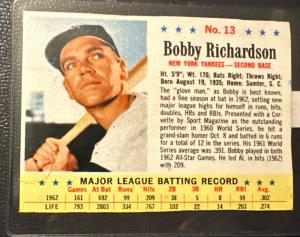 No. 13
Bobby Richardson
NEW YORK YANKEES — SECOND BASE
Ht. 5'9"; Wt. 170; Bats Right; Throws Right;
Born August 19, 1935; Home: Sumter, S. C.
The "glove man," as Bobby is best known, had
a fine season at bat in 1962, setting new
major league highs for himself in runs, hits,
doubles, HRs and RBIs. Presented with a Cor-
vette by Sport Magazine as outstanding player
in 1960 World Series, he hit a grand-
slam homer Oct. 8 and batted in 6 runs
for a total of 12 in the series. His 1961 World
Series average was .391. Bobby played in both
1962 All-Star Games. He led AL in hits (1962)
with 209.
MAJOR LEAGUE BATTING RECORD
Games At Bat Runs Hits 2B 3B HR RBI Avg.
1962 161 692 99 209 38 5 8 59 .302
LIFE 793 2803 334 767 102 22 14 203 .274